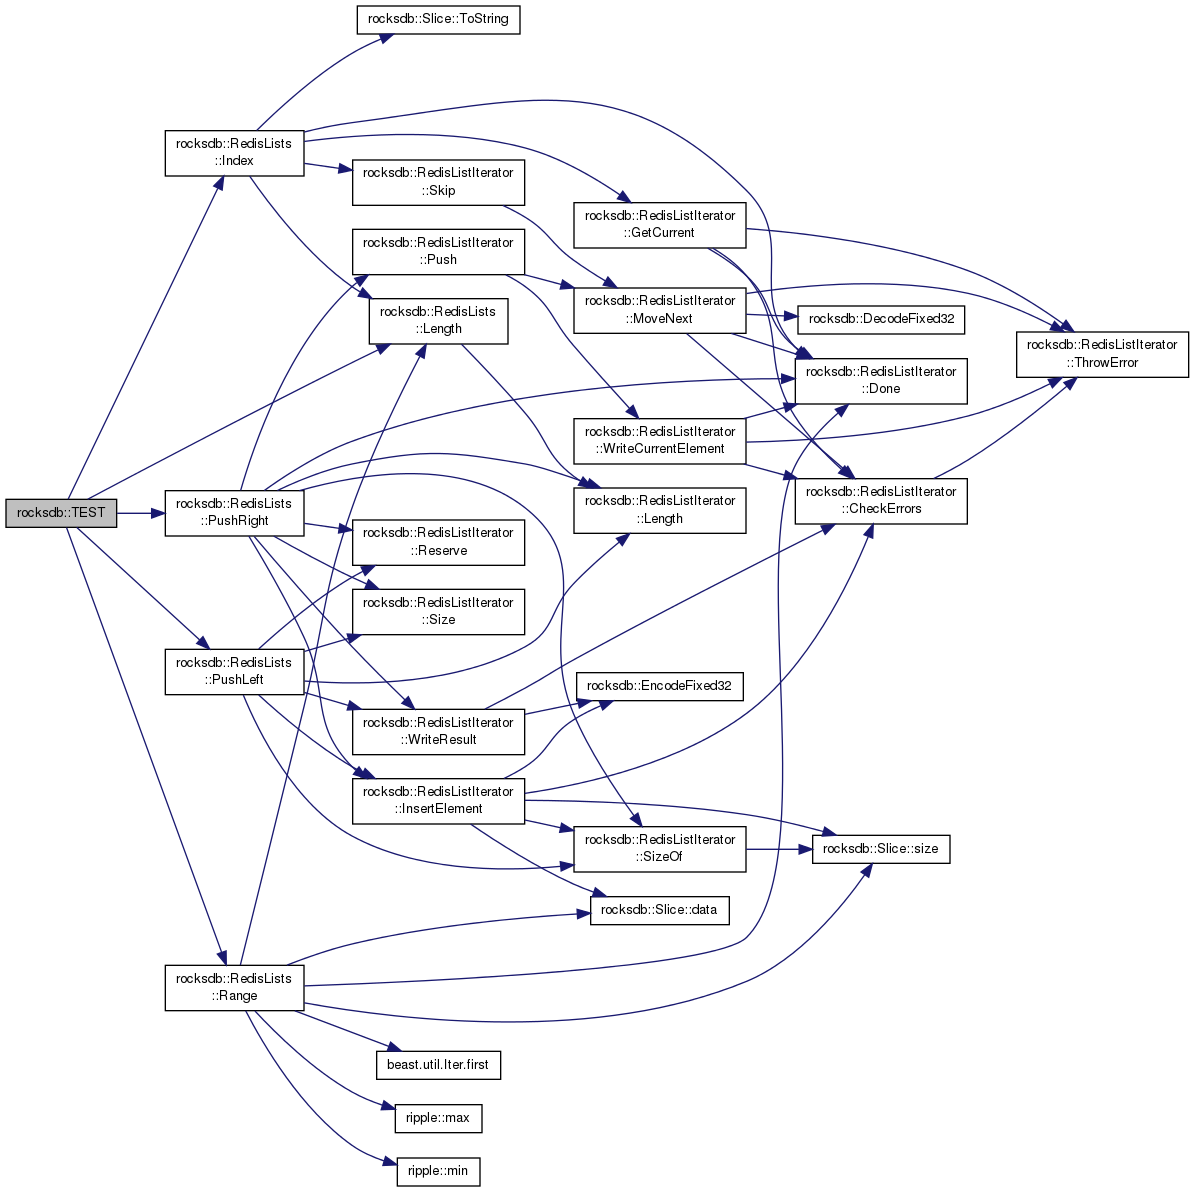 rocksdb::Slice::ToString
rocksdb::RedisLists
::Index
rocksdb::RedisListIterator
::Skip
rocksdb::RedisListIterator
::GetCurrent
rocksdb::RedisListIterator
::Push
rocksdb::RedisListIterator
::MoveNext
rocksdb::RedisLists
::Length
rocksdb::DecodeFixed32
rocksdb::RedisListIterator
::ThrowError
rocksdb::RedisListIterator
::Done
rocksdb::RedisListIterator
::WriteCurrentElement
rocksdb::TEST
rocksdb::RedisLists
::PushRight
rocksdb::RedisListIterator
::Length
rocksdb::RedisListIterator
::CheckErrors
rocksdb::RedisListIterator
::Reserve
rocksdb::RedisListIterator
::Size
rocksdb::RedisLists
::PushLeft
rocksdb::EncodeFixed32
rocksdb::RedisListIterator
::WriteResult
rocksdb::RedisListIterator
::InsertElement
rocksdb::RedisListIterator
::SizeOf
rocksdb::Slice::size
rocksdb::Slice::data
rocksdb::RedisLists
::Range
beast.util.Iter.first
ripple::max
ripple::min